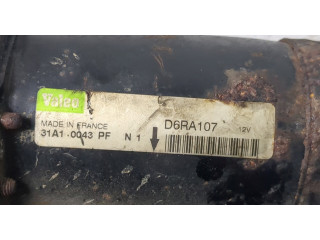 Valeo
MADE IN FRANCE
31A1-0043 PF N 1
D6RA107
12V